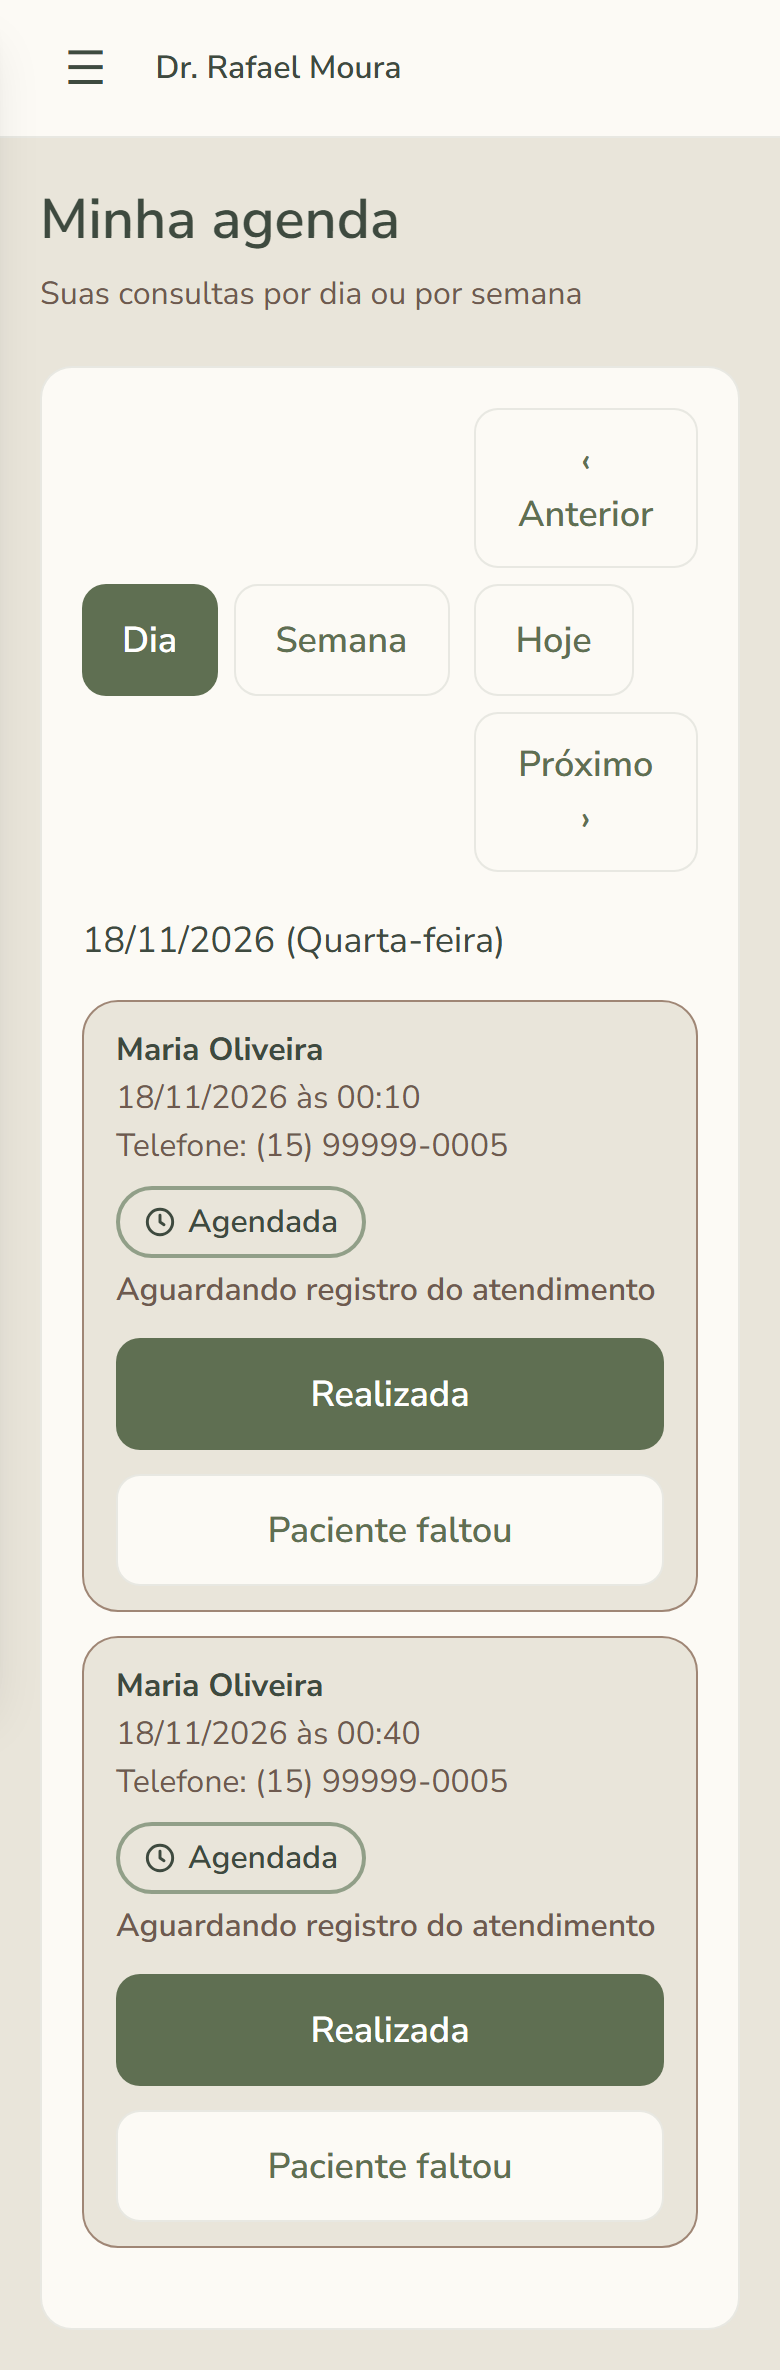 Dr. Rafael Moura
Minha agenda
Suas consultas por dia ou por semana
‹
Anterior
Dia
Semana
Hoje
Próximo
›
18/11/2026 (Quarta-feira)
Maria Oliveira
18/11/2026 às 00:10
Telefone: (15) 99999-0005
Agendada
Aguardando registro do atendimento
Realizada
Paciente faltou
Maria Oliveira
18/11/2026 às 00:40
Telefone: (15) 99999-0005
Agendada
Aguardando registro do atendimento
Realizada
Paciente faltou